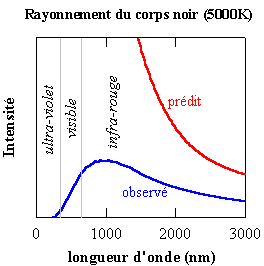 Rayonnement du corps noir (5000K)
Intensité
ultra-violet
visible
infra-rouge
prédit
observé
0 1000 2000 3000
longueur d'onde (nm)